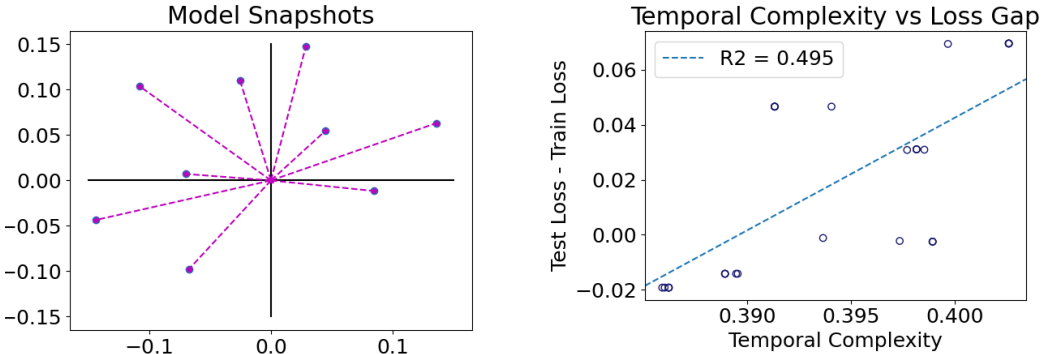 Model Snapshots
0.15
0.10
0.05
0.00
−0.05
−0.10
−0.15
−0.1 0.0 0.1
Temporal Complexity vs Loss Gap
R2 = 0.495
Test Loss - Train Loss
0.06
0.04
0.02
0.00
−0.02
0.390 0.395 0.400
Temporal Complexity